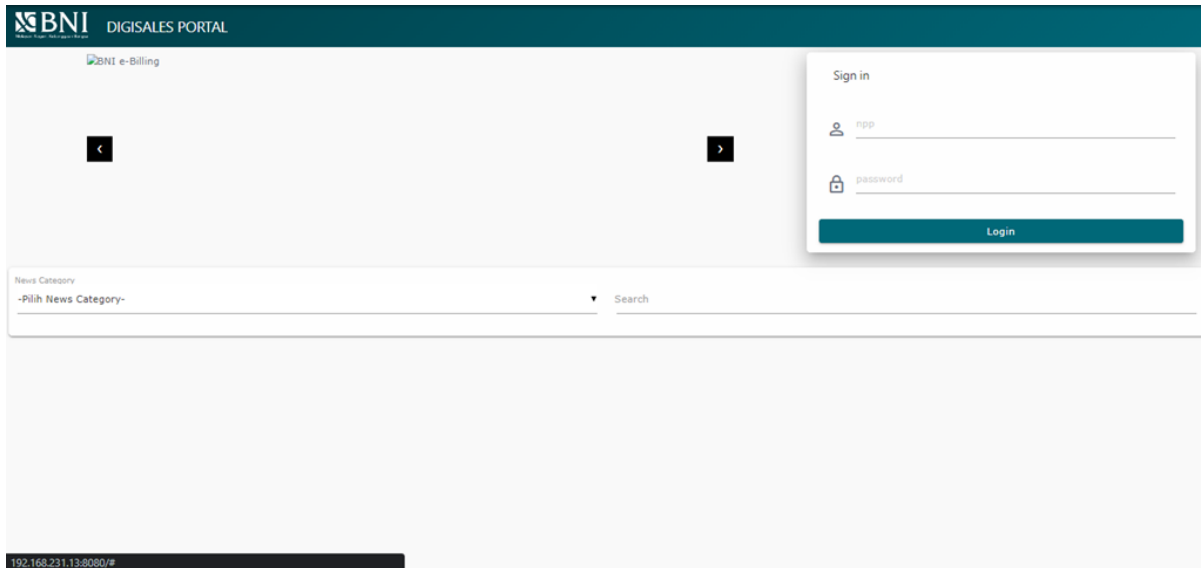 BNI DIGISALES PORTAL
BNI e-Billing
Sign in
npp
password
Login
News Category
-Pilih News Category-
Search
192.168.231.13:8080/#